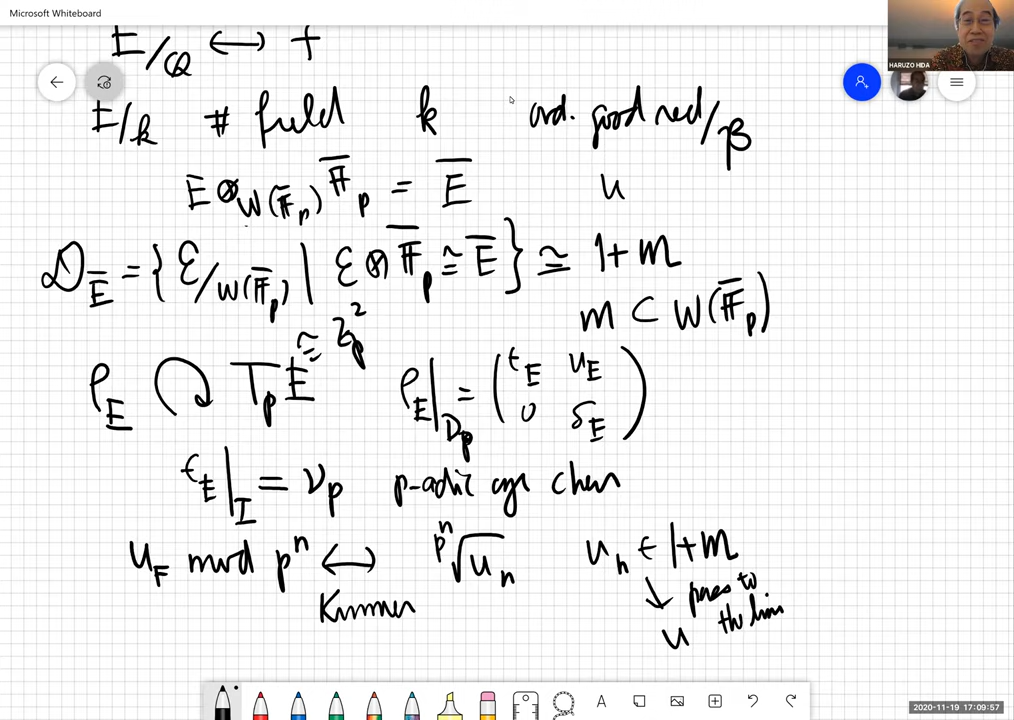 Microsoft Whiteboard
HARUZO HIDA
E/ℚ ↔ f
E/k # field k ord. good red/𝔓
E ⊗_{W(𝔽̄_p)} 𝔽̄_p = Ē u
𝒟_Ē = {ℰ/W(𝔽̄_p) | ℰ ⊗ 𝔽̄_p ≅ Ē} ≅ 1+m
m ⊂ W(𝔽̄_p)
ρ_E ↻ T_pE ≅ ℤ_p^2 ρ_E|_{D_p} = (ε_E u_E ; 0 δ_E)
ε_E|_I = ν_p p-adic cyc char
u_E mod p^n ↔ ^{p^n}√u_n u_n ∈ 1+m
Kummer ↓ pass to the lim
u
A
2020-11-19 17:09:57